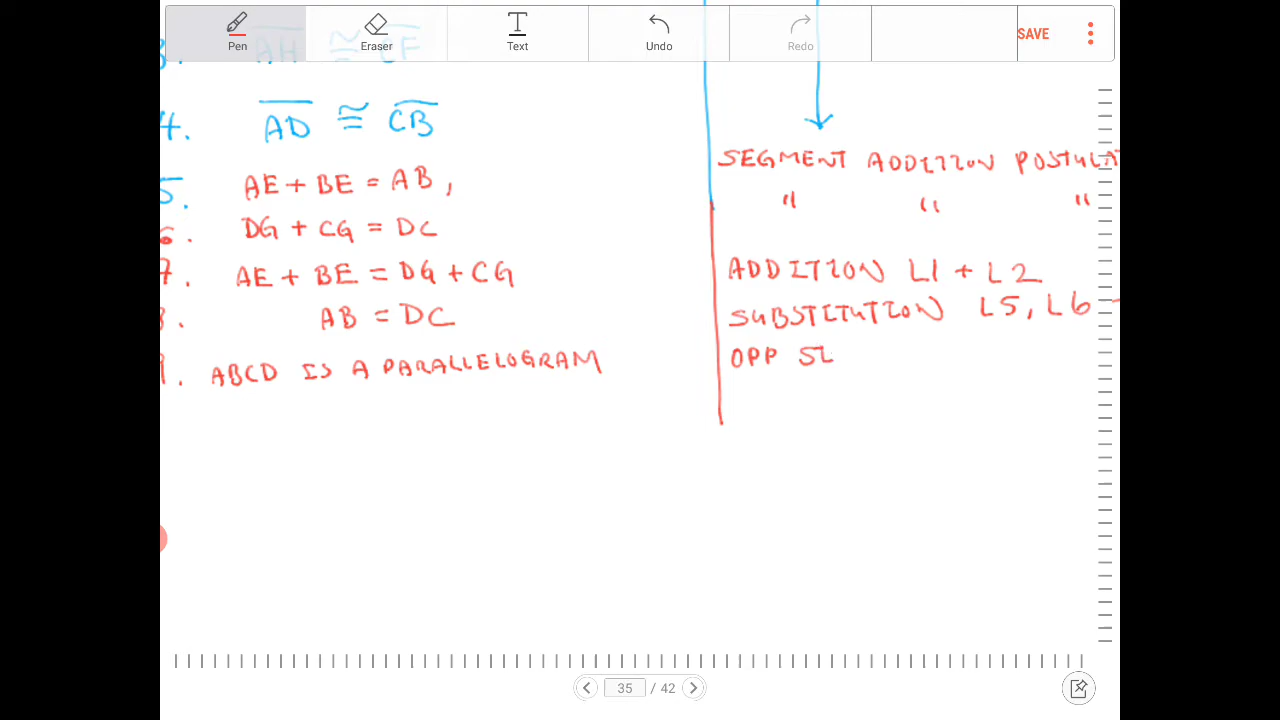 Pen Eraser Text Undo Redo SAVE
AH ≅ CF
4. AD ≅ CB
5. AE + BE = AB, SEGMENT ADDITION
6. DG + CG = DC " " "
7. AE + BE = DG + CG ADDITION L1 + L2
8. AB = DC SUBSTITUTION L5, L6
9. ABCD IS A PARALLELOGRAM OPP SI
35 / 42